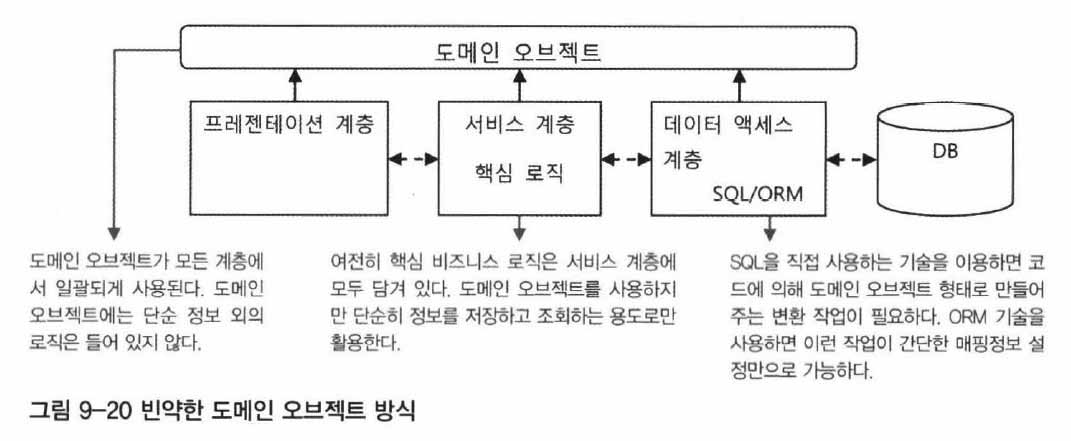 도메인 오브젝트
프레젠테이션 계층
서비스 계층
핵심 로직
데이터 액세스
계층
SQL/ORM
DB
도메인 오브젝트가 모든 계층에
서 일괄되게 사용된다. 도메인
오브젝트에는 단순 정보 외의
로직은 들어 있지 않다.
여전히 핵심 비즈니스 로직은 서비스 계층에
모두 담겨 있다. 도메인 오브젝트를 사용하지
만 단순히 정보를 저장하고 조회하는 용도로만
활용한다.
SQL을 직접 사용하는 기술을 이용하면 코
드에 의해 도메인 오브젝트 형태로 만들어
주는 변환 작업이 필요하다. ORM 기술을
사용하면 이런 작업이 간단한 매핑정보 설
정만으로 가능하다.
그림 9-20 빈약한 도메인 오브젝트 방식